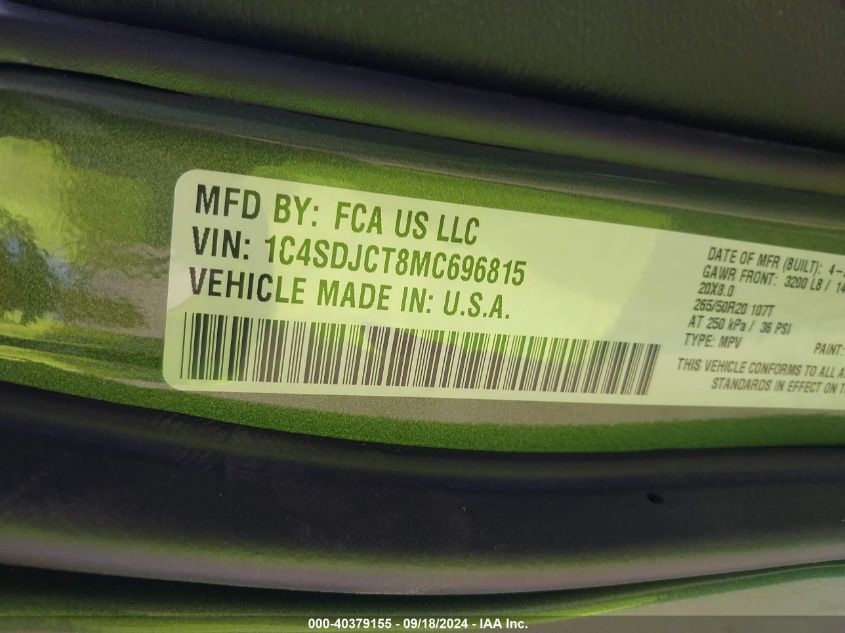 MFD BY: FCA US LLC
VIN: 1C4SDJCT8MC696815
VEHICLE MADE IN: U.S.A.
DATE OF MFR (BUILT): 4-
GAWR FRONT: 3200 LB / 14
20X8.0
265/50R20 107T
AT 250 kPa / 36 PSI
TYPE: MPV PAINT:
THIS VEHICLE CONFORMS TO ALL A
STANDARDS IN EFFECT ON T
000-40379155 - 09/18/2024 - IAA Inc.